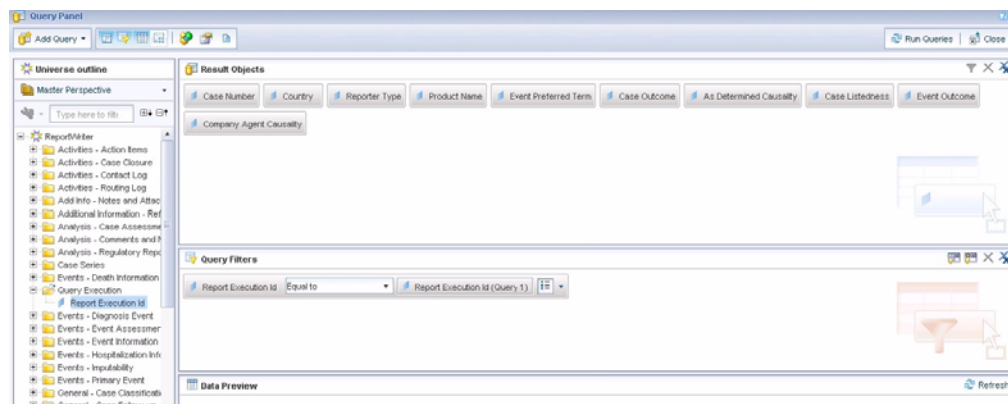 Query Panel
Add Query
Run Queries
Close
Universe outline
Master Perspective
Type here to filt
ReportWriter
Activities - Action Items
Activities - Case Closure
Activities - Contact Log
Activities - Routing Log
Add Info - Notes and Attac
Additional Information - Ref
Analysis - Case Assessme
Analysis - Comments and N
Analysis - Regulatory Repo
Case Series
Events - Death Information
Query Execution
Report Execution Id
Events - Diagnosis Event
Events - Event Assessmen
Events - Event Information
Events - Hospitalization Info
Events - Imputability
Events - Primary Event
General - Case Classificati
Result Objects
Case Number Country Reporter Type Product Name Event Preferred Term Case Outcome As Determined Causality Case Listedness Event Outcome
Company Agent Causality
Query Filters
Report Execution Id Equal to Report Execution Id (Query 1)
Data Preview
Refresh